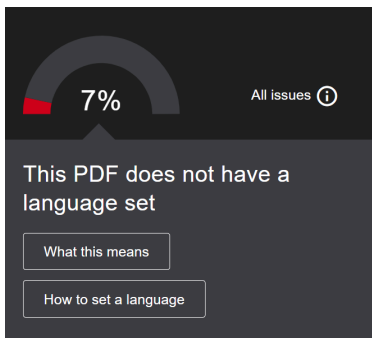 7%
All issues
This PDF does not have a
language set
What this means
How to set a language